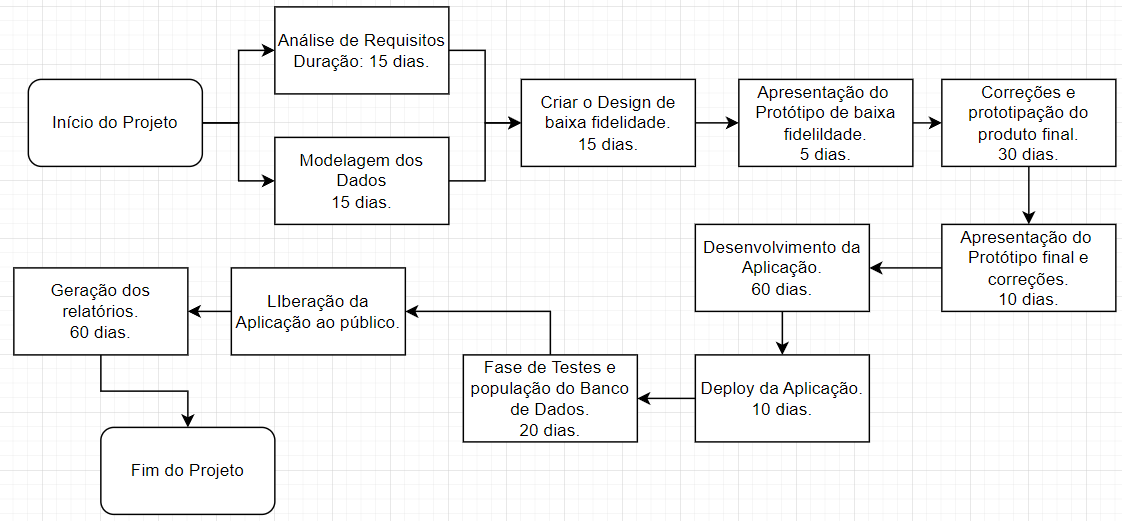 Início do Projeto
Análise de Requisitos
Duração: 15 dias.
Modelagem dos
Dados
15 dias.
Criar o Design de
baixa fidelidade.
15 dias.
Apresentação do
Protótipo de baixa
fidelildade.
5 dias.
Correções e
prototipação do
produto final.
30 dias.
Apresentação do
Protótipo final e
correções.
10 dias.
Desenvolvimento da
Aplicação.
60 dias.
Deploy da Aplicação.
10 dias.
Fase de Testes e
população do Banco
de Dados.
20 dias.
LIberação da
Aplicação ao público.
Geração dos
relatórios.
60 dias.
Fim do Projeto